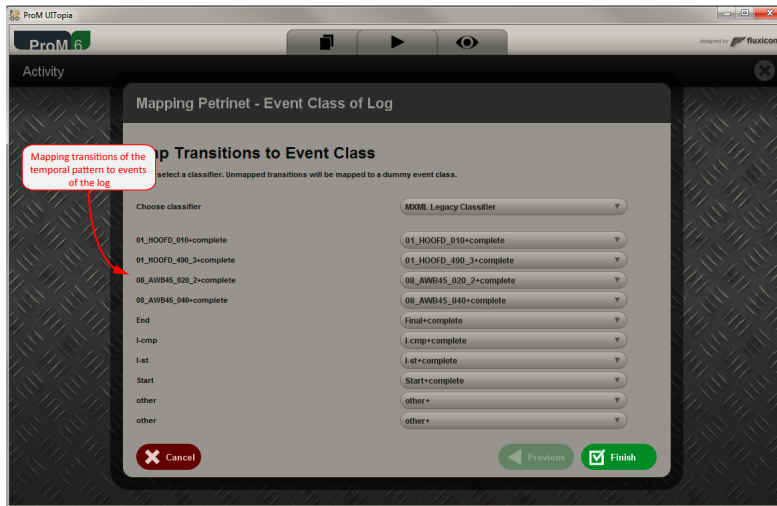 ProM UITopia
ProM 6
designed by fluxicon
Activity
Mapping Petrinet - Event Class of Log
Mapping transitions of the
temporal pattern to events
of the log
p Transitions to Event Class
select a classifier. Unmapped transitions will be mapped to a dummy event class.
Choose classifier MXML Legacy Classifier
01_HOOFD_010+complete 01_HOOFD_010+complete
01_HOOFD_490_3+complete 01_HOOFD_490_3+complete
08_AWB45_020_2+complete 08_AWB45_020_2+complete
08_AWB45_040+complete 08_AWB45_040+complete
End Final+complete
I-cmp I-cmp+complete
I-st I-st+complete
Start Start+complete
other other+
other other+
Cancel Previous Finish